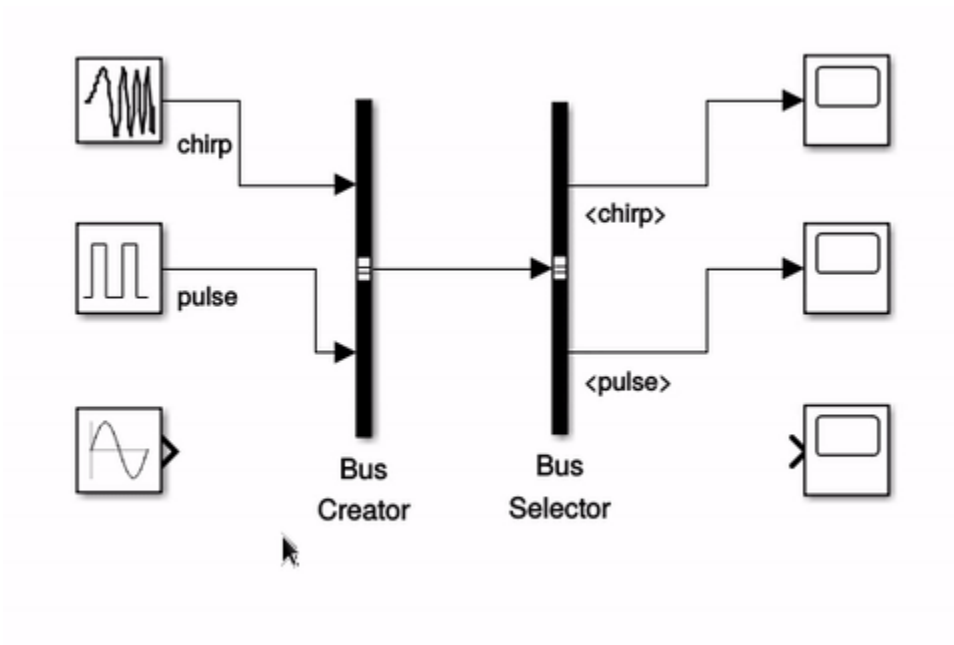 chirp
<chirp>
pulse
<pulse>
Bus
Creator
Bus
Selector